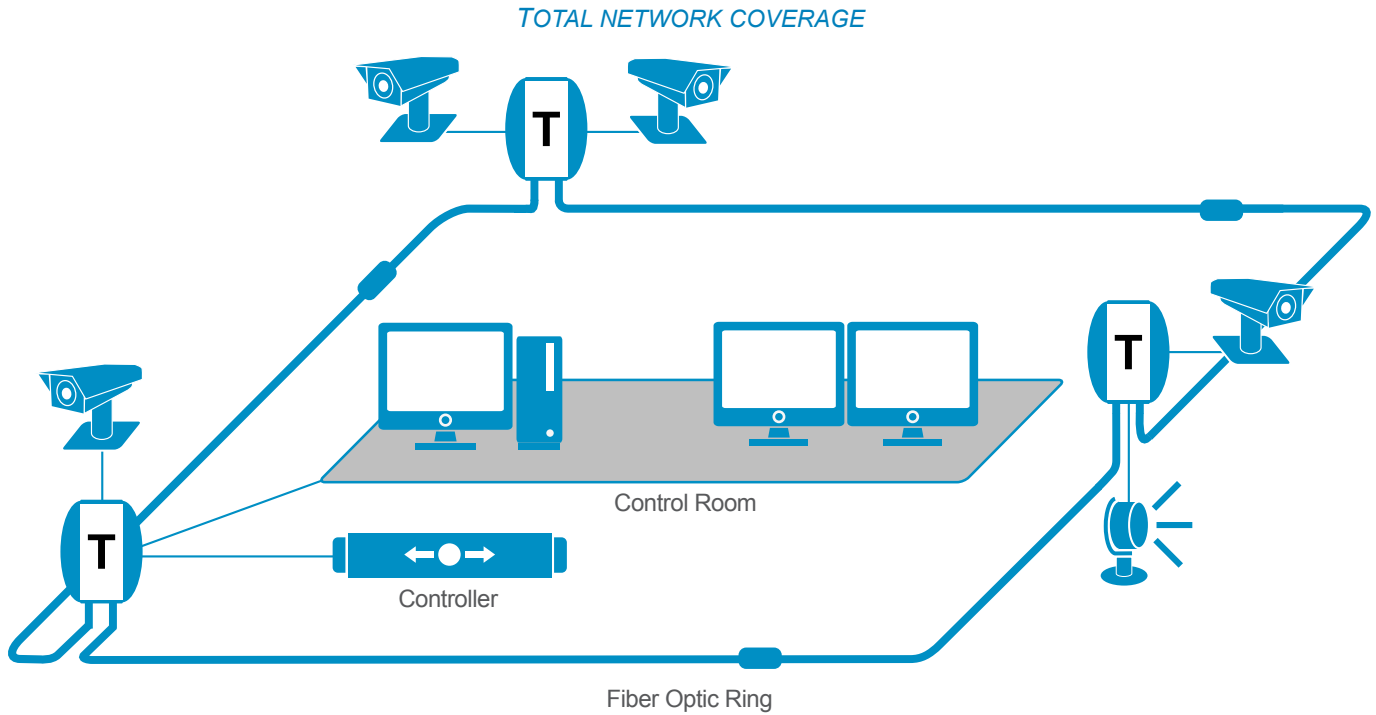 TOTAL NETWORK COVERAGE
T
T
Control Room
T
Controller
Fiber Optic Ring